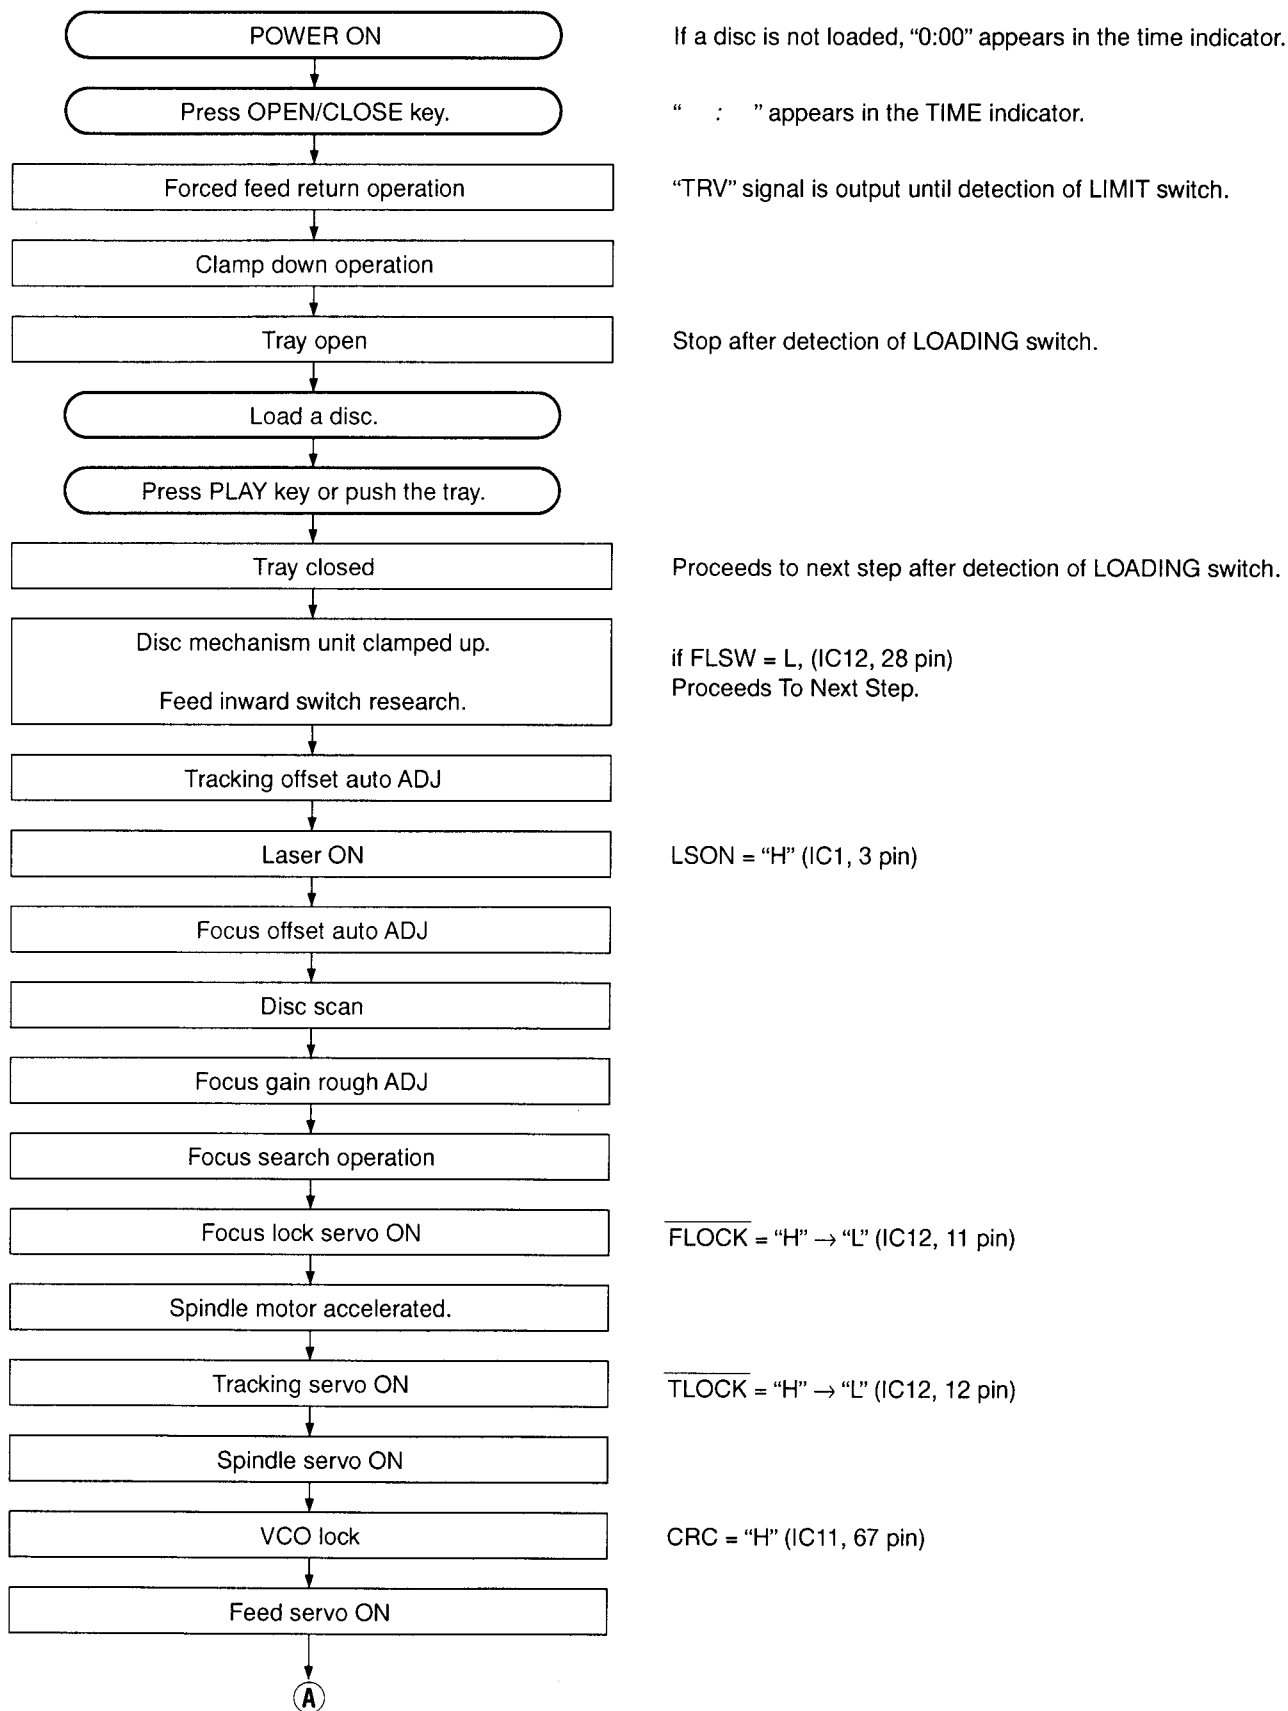 POWER ON
If a disc is not loaded, “0:00” appears in the time indicator.
Press OPEN/CLOSE key.
“ : ” appears in the TIME indicator.
Forced feed return operation
“TRV” signal is output until detection of LIMIT switch.
Clamp down operation
Tray open
Stop after detection of LOADING switch.
Load a disc.
Press PLAY key or push the tray.
Tray closed
Proceeds to next step after detection of LOADING switch.
Disc mechanism unit clamped up.
Feed inward switch research.
if FLSW = L, (IC12, 28 pin)
Proceeds To Next Step.
Tracking offset auto ADJ
Laser ON
LSON = “H” (IC1, 3 pin)
Focus offset auto ADJ
Disc scan
Focus gain rough ADJ
Focus search operation
Focus lock servo ON
FLOCK = “H” → “L” (IC12, 11 pin)
Spindle motor accelerated.
Tracking servo ON
TLOCK = “H” → “L” (IC12, 12 pin)
Spindle servo ON
VCO lock
CRC = “H” (IC11, 67 pin)
Feed servo ON
A